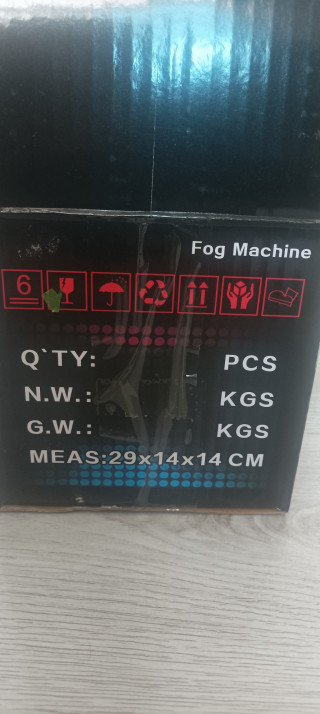 Fog Machine
6
Q`TY: PCS
N.W.: KGS
G.W.: KGS
MEAS:29x14x14 CM